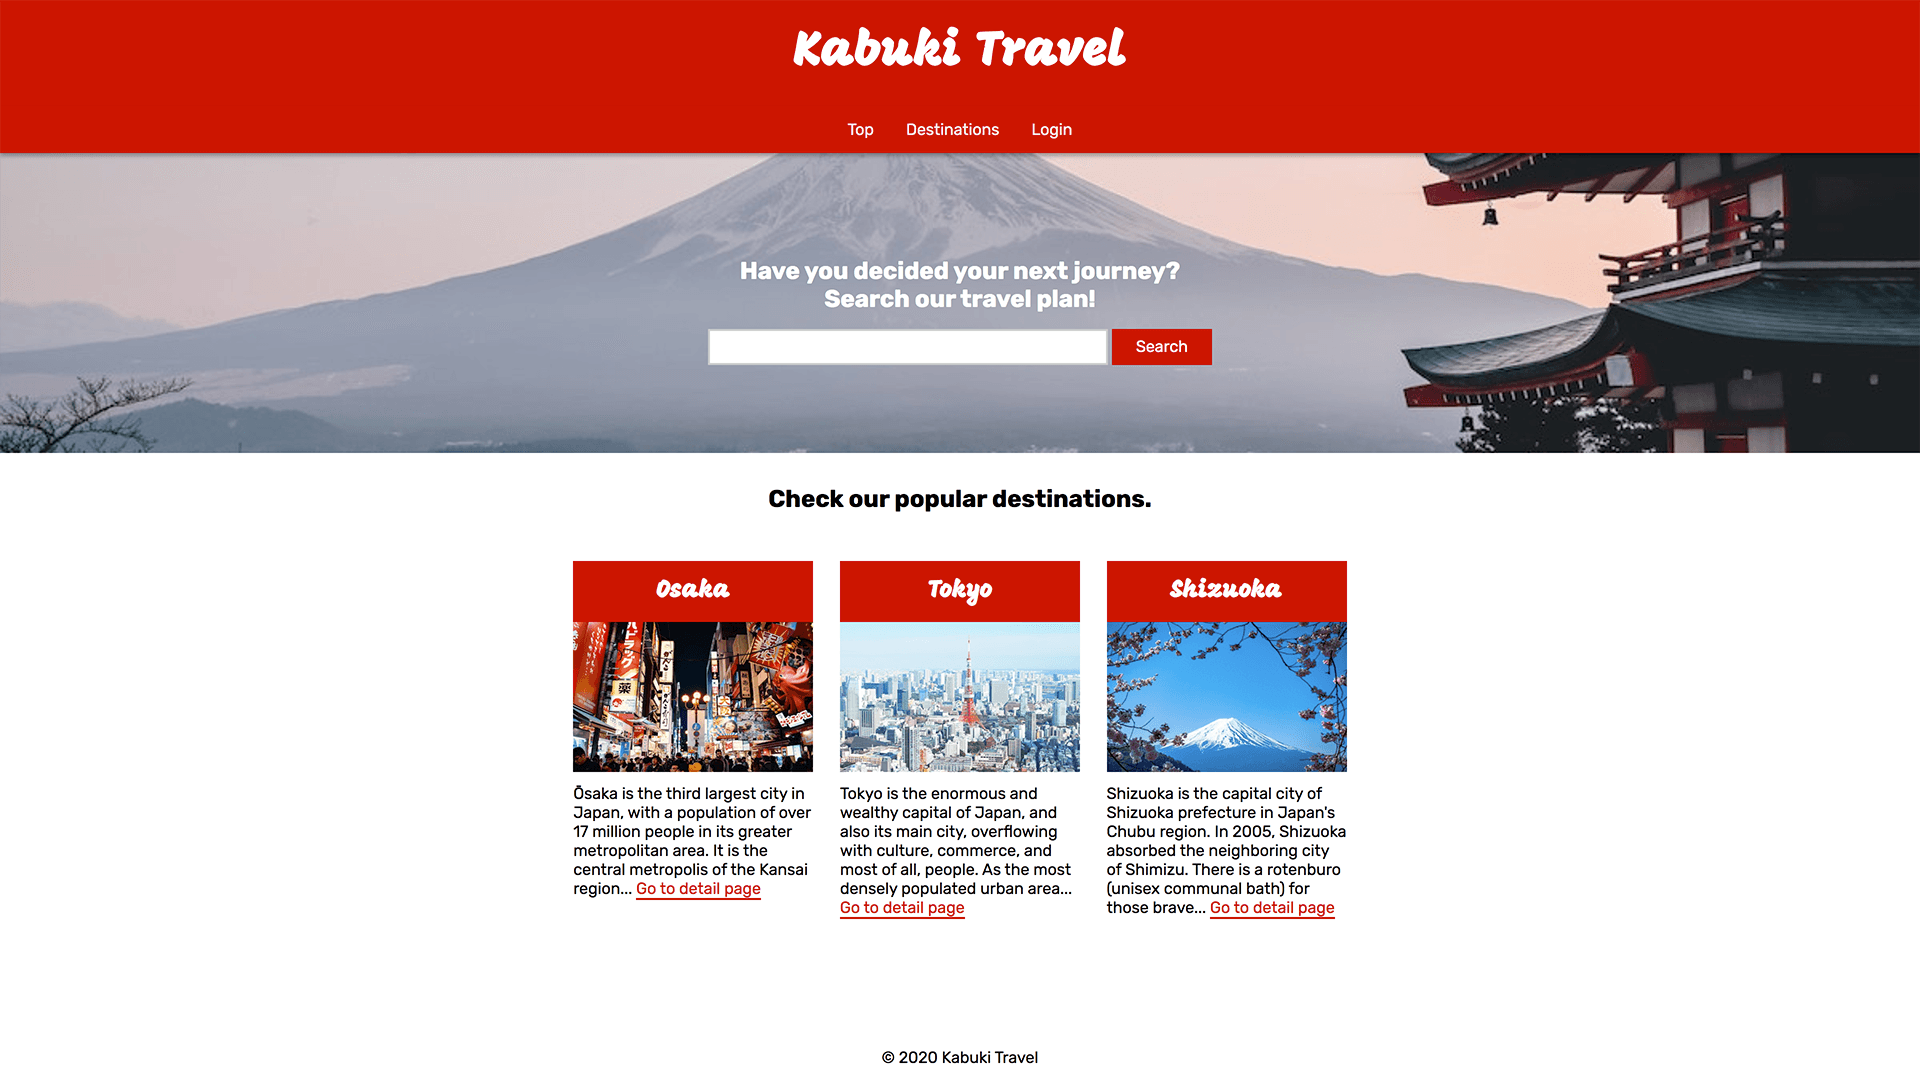 Kabuki Travel
Top Destinations Login
Have you decided your next journey?
Search our travel plan!
Search
Check our popular destinations.
Osaka
Ōsaka is the third largest city in
Japan, with a population of over
17 million people in its greater
metropolitan area. It is the
central metropolis of the Kansai
region... Go to detail page
Tokyo
Tokyo is the enormous and
wealthy capital of Japan, and
also its main city, overflowing
with culture, commerce, and
most of all, people. As the most
densely populated urban area...
Go to detail page
Shizuoka
Shizuoka is the capital city of
Shizuoka prefecture in Japan's
Chubu region. In 2005, Shizuoka
absorbed the neighboring city
of Shimizu. There is a rotenburo
(unisex communal bath) for
those brave... Go to detail page
© 2020 Kabuki Travel